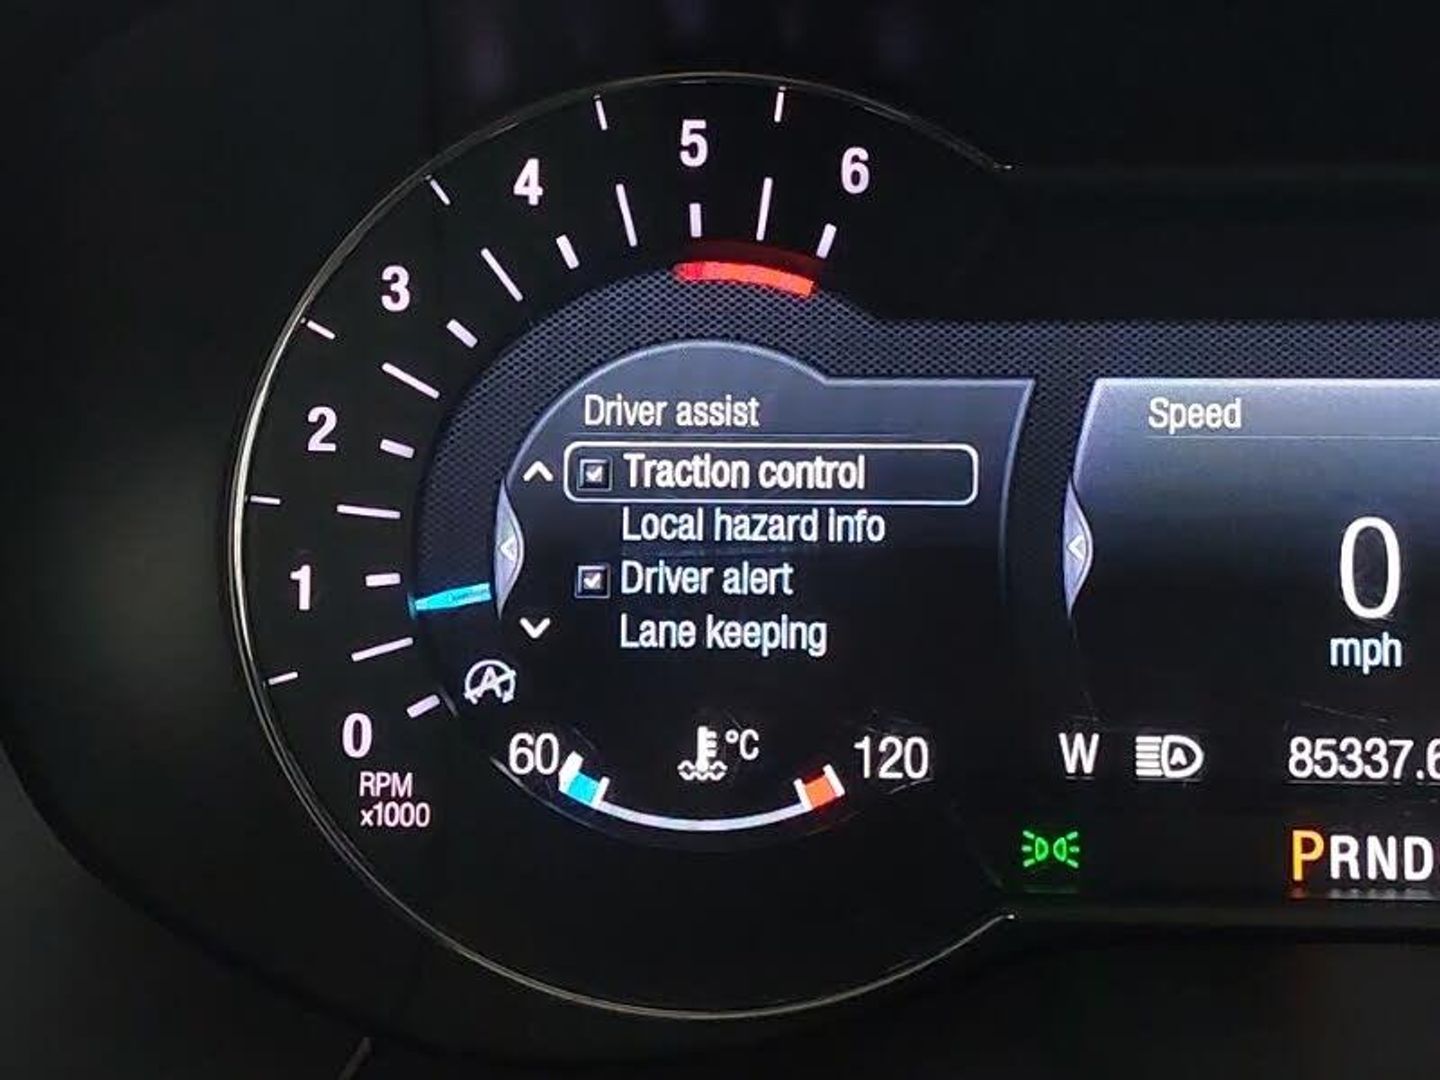 5
4
6
3
2
1
0
RPM
x1000
Driver assist
Traction control
Local hazard info
Driver alert
Lane keeping
60
°C
120
Speed
0
mph
W
A
85337.6
PRND